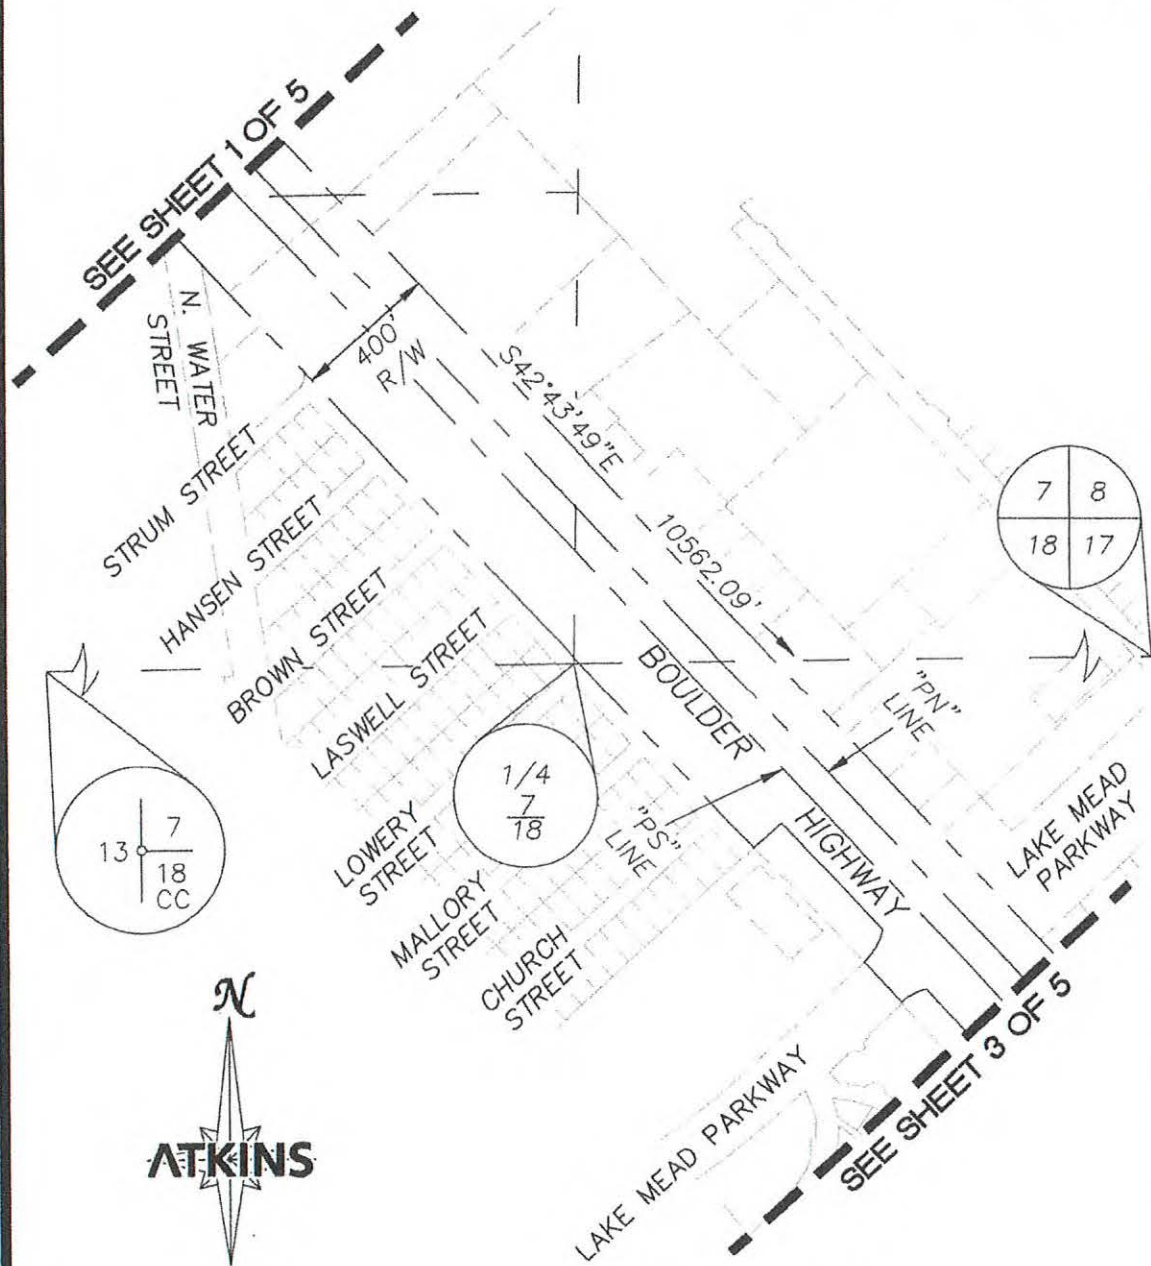 SEE SHEET 1 OF 5
N. WATER
STREET
400'
R/W
S42°43'49"E
10562.09'
STRUM STREET
HANSEN STREET
BROWN STREET
LASWELL STREET
LOWERY
STREET
MALLORY
STREET
CHURCH
STREET
7 8
18 17
BOULDER
HIGHWAY
"PN"
LINE
"PS"
LINE
1/4
7
18
13 7
18
CC
LAKE MEAD
PARKWAY
LAKE MEAD PARKWAY
SEE SHEET 3 OF 5
N
ATKINS